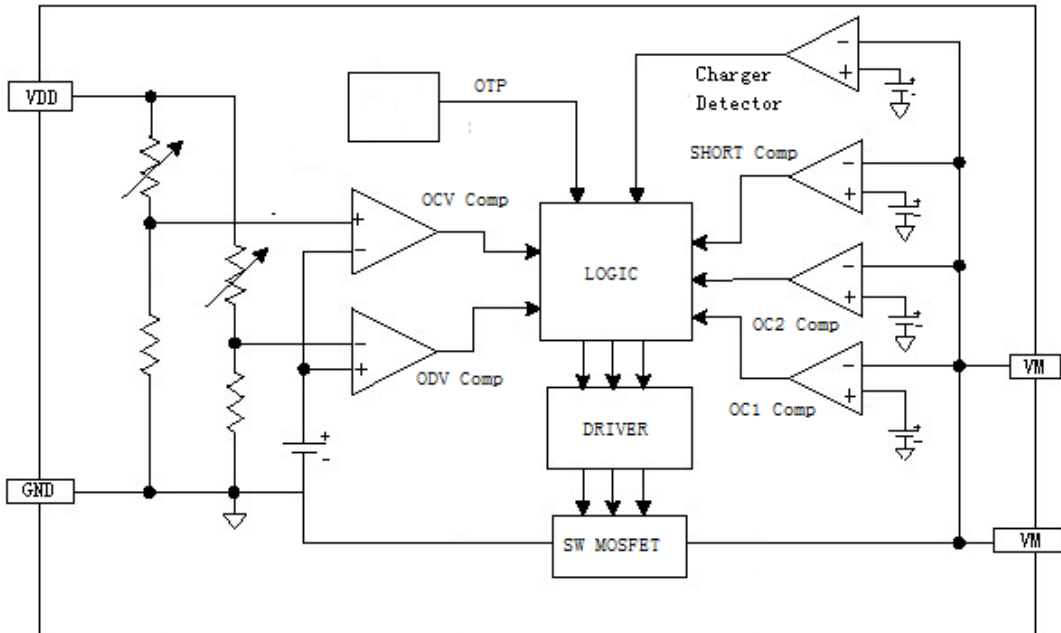 VDD
OTP
:
Charger
Detector
SHORT Comp
OCV Comp
+
-
LOGIC
OC2 Comp
-
+
ODV Comp
OC1 Comp
VM
DRIVER
+
-
GND
SW MOSFET
VM
-
+
+
-
-
+
+
-
-
+
+
-
-
+
+
-